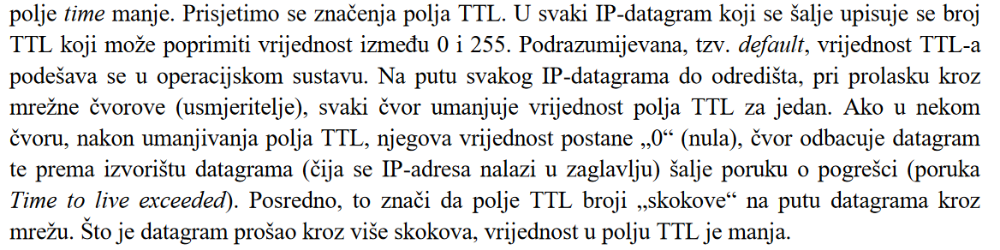 polje time manje. Prisjetimo se značenja polja TTL. U svaki IP-datagram koji se šalje upisuje se broj
TTL koji može poprimiti vrijednost između 0 i 255. Podrazumijevana, tzv. default, vrijednost TTL-a
podešava se u operacijskom sustavu. Na putu svakog IP-datagrama do odredišta, pri prolasku kroz
mrežne čvorove (usmjeritelje), svaki čvor umanjuje vrijednost polja TTL za jedan. Ako u nekom
čvoru, nakon umanjivanja polja TTL, njegova vrijednost postane „0“ (nula), čvor odbacuje datagram
te prema izvorištu datagrama (čija se IP-adresa nalazi u zaglavlju) šalje poruku o pogrešci (poruka
Time to live exceeded). Posredno, to znači da polje TTL broji „skokove“ na putu datagrama kroz
mrežu. Što je datagram prošao kroz više skokova, vrijednost u polju TTL je manja.